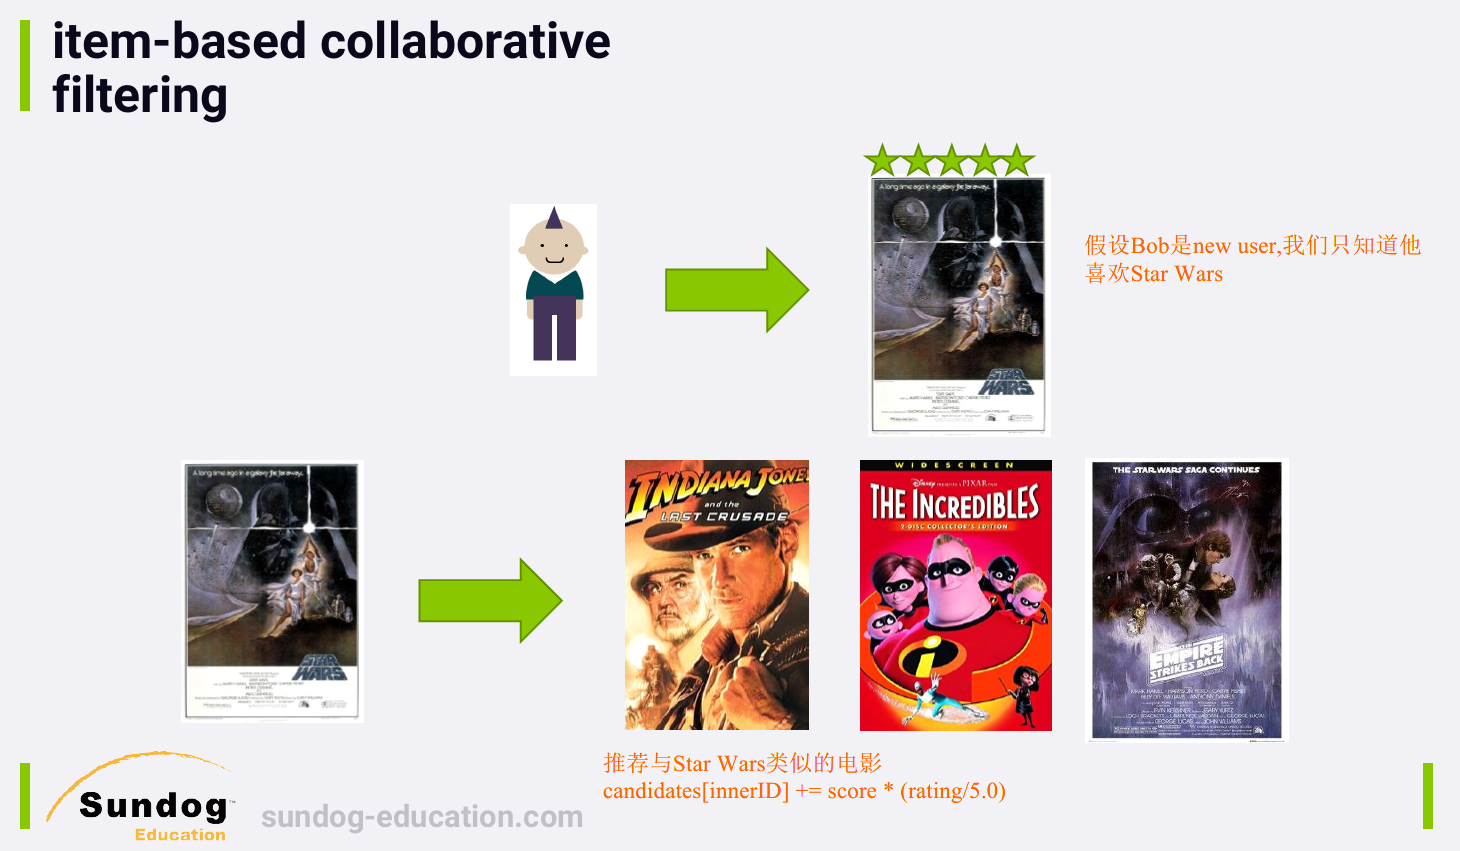 item-based collaborative
filtering
A long time ago in a galaxy far far away...
假设Bob是new user,我们只知道他
喜欢Star Wars
STAR
WARS
A long time ago in a galaxy far far away...
STAR
WARS
INDIANA JONES
and the
LAST CRUSADE
WIDESCREEN
DISNEY PRESENTS A PIXAR FILM
THE INCREDIBLES
2-DISC COLLECTOR'S EDITION
THE STAR WARS SAGA CONTINUES
THE
EMPIRE
STRIKES BACK
推荐与Star Wars类似的电影
candidates[innerID] += score * (rating/5.0)
Sundog™
Education
sundog-education.com